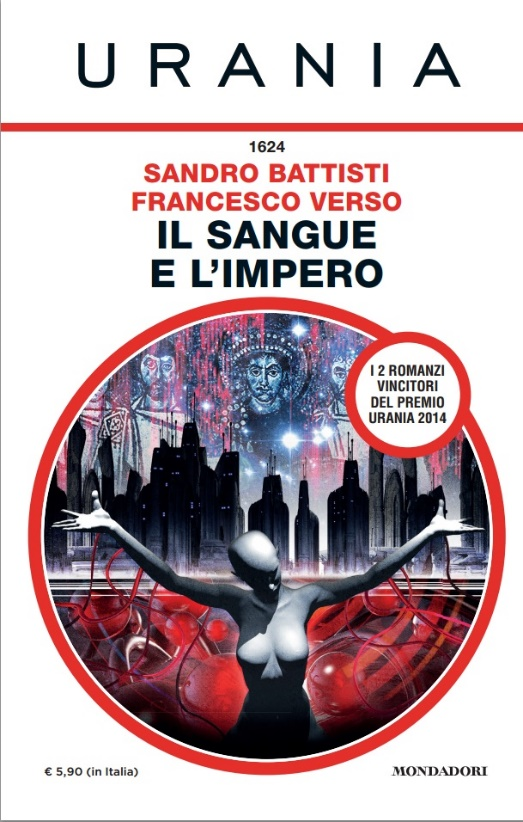 URANIA
1624
SANDRO BATTISTI
FRANCESCO VERSO
IL SANGUE
E L'IMPERO
I 2 ROMANZI
VINCITORI
DEL PREMIO
URANIA 2014
€ 5,90 (in Italia)
MONDADORI